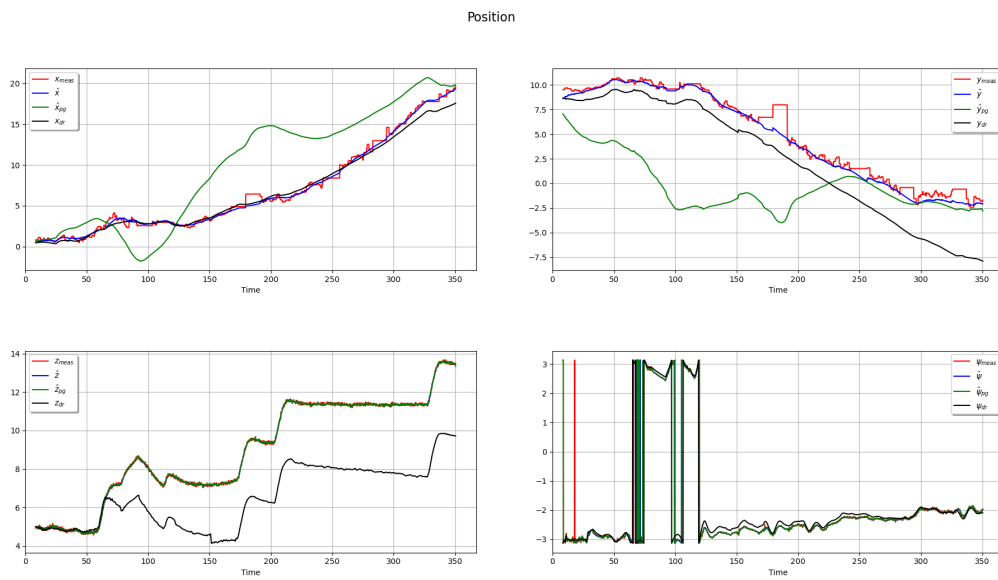 Position
20
15
10
5
0
x_meas
x̂
x̂_pg
x_dr
0 50 100 150 200 250 300 350
Time
10.0
7.5
5.0
2.5
0.0
−2.5
−5.0
−7.5
y_meas
ŷ
ŷ_pg
y_dr
0 50 100 150 200 250 300 350
Time
14
12
10
8
6
4
z_meas
ẑ
ẑ_pg
z_dr
0 50 100 150 200 250 300 350
Time
3
2
1
0
−1
−2
−3
ψ_meas
ψ̂
ψ̂_pg
ψ_dr
0 50 100 150 200 250 300 350
Time